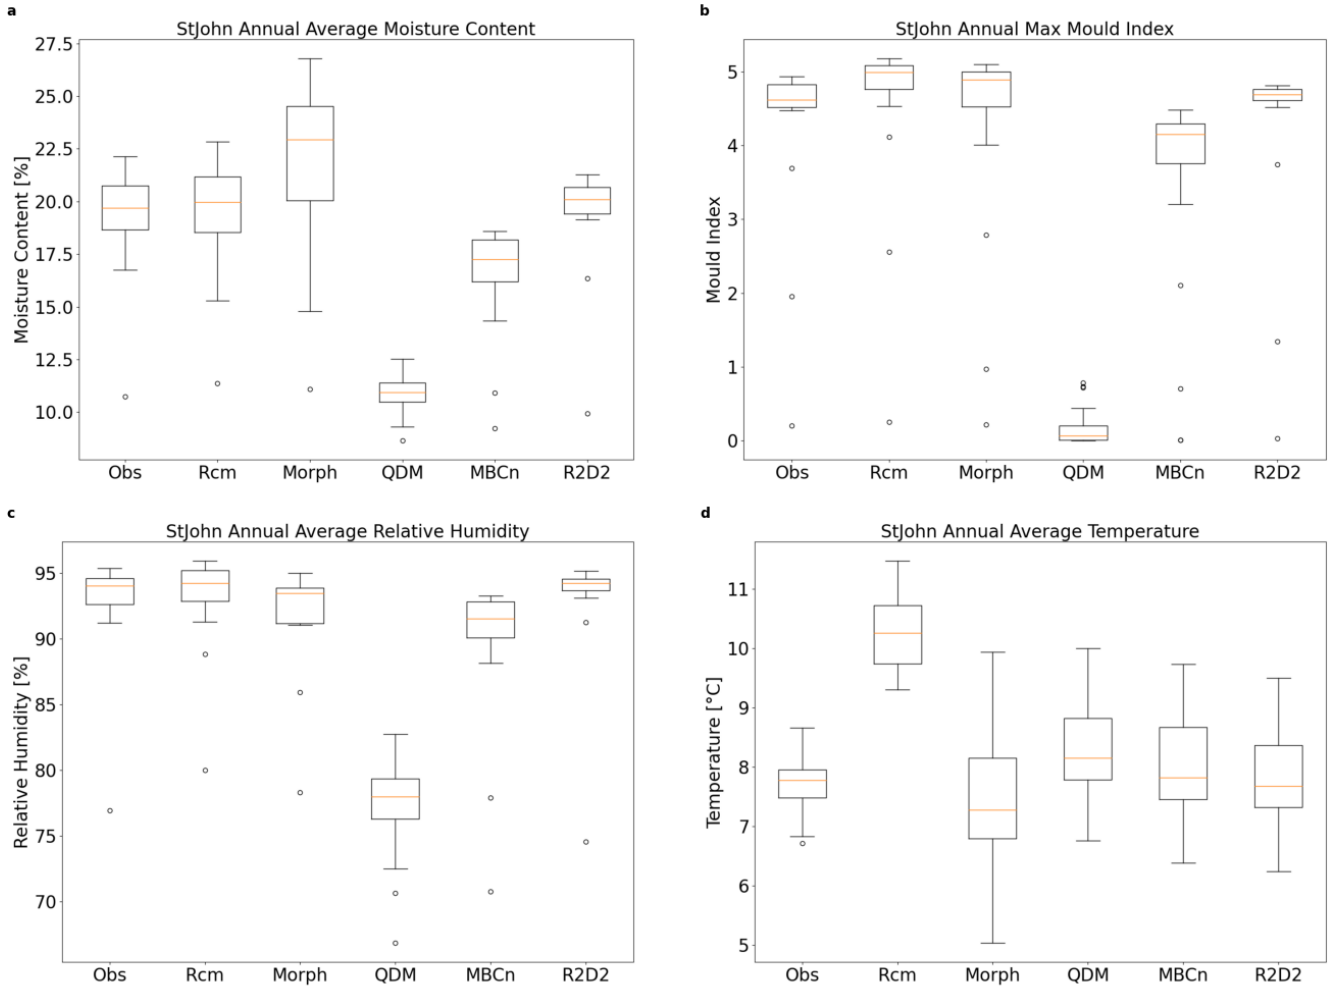 a
StJohn Annual Average Moisture Content
Moisture Content [%]
27.5
25.0
22.5
20.0
17.5
15.0
12.5
10.0
Obs Rcm Morph QDM MBCn R2D2
b
StJohn Annual Max Mould Index
Mould Index
5
4
3
2
1
0
Obs Rcm Morph QDM MBCn R2D2
c
StJohn Annual Average Relative Humidity
Relative Humidity [%]
95
90
85
80
75
70
Obs Rcm Morph QDM MBCn R2D2
d
StJohn Annual Average Temperature
Temperature [°C]
11
10
9
8
7
6
5
Obs Rcm Morph QDM MBCn R2D2